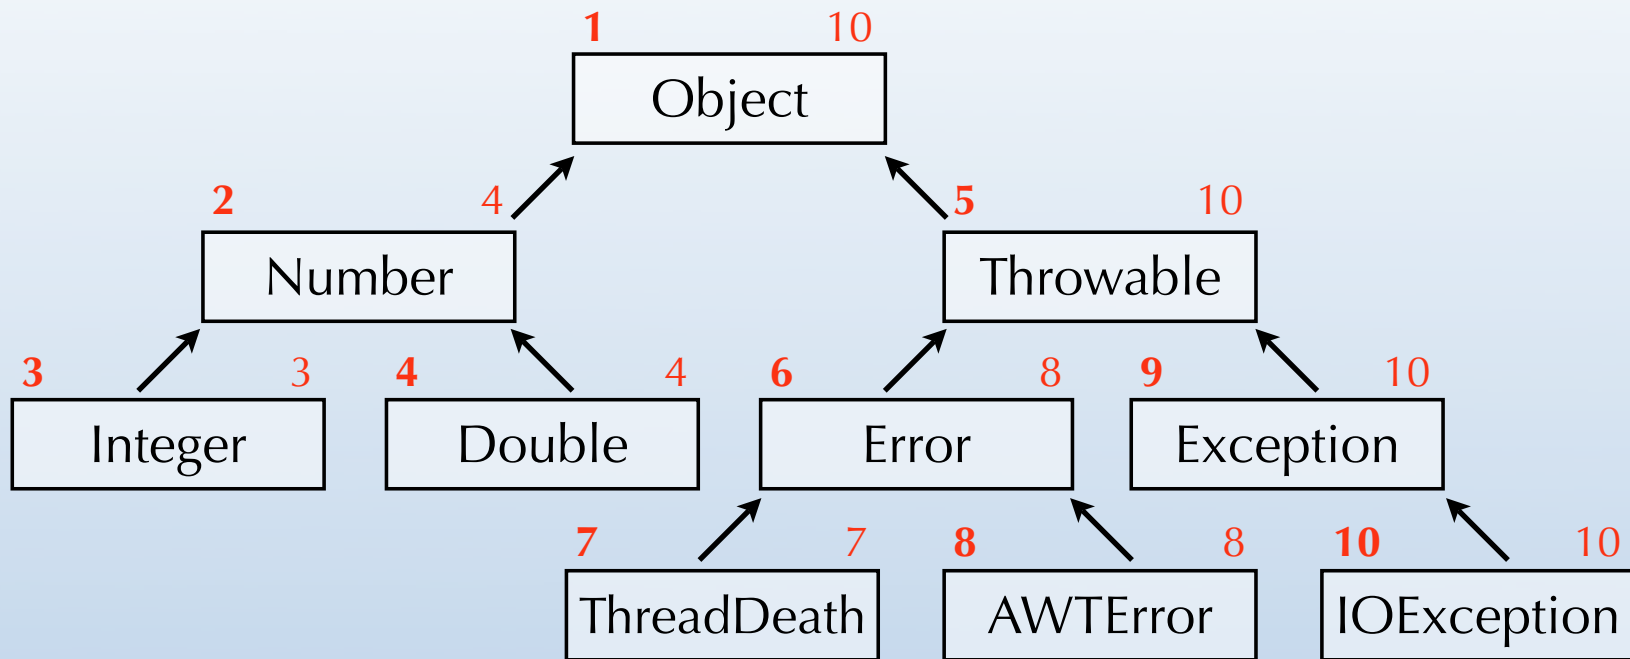 1 10
Object
2 4 5 10
Number Throwable
3 3 4 4 6 8 9 10
Integer Double Error Exception
7 7 8 8 10 10
ThreadDeath AWTError IOException